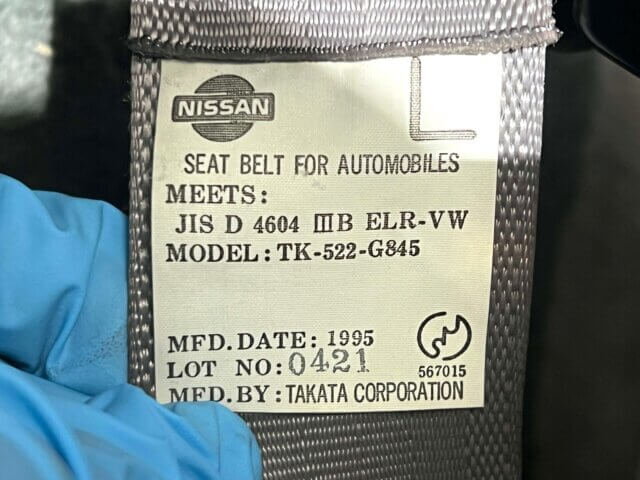 NISSAN
L
SEAT BELT FOR AUTOMOBILES
MEETS:
JIS D 4604 ⅢB ELR-VW
MODEL: TK-522-G845
MFD. DATE: 1995
LOT NO: 0421
567015
MFD. BY: TAKATA CORPORATION